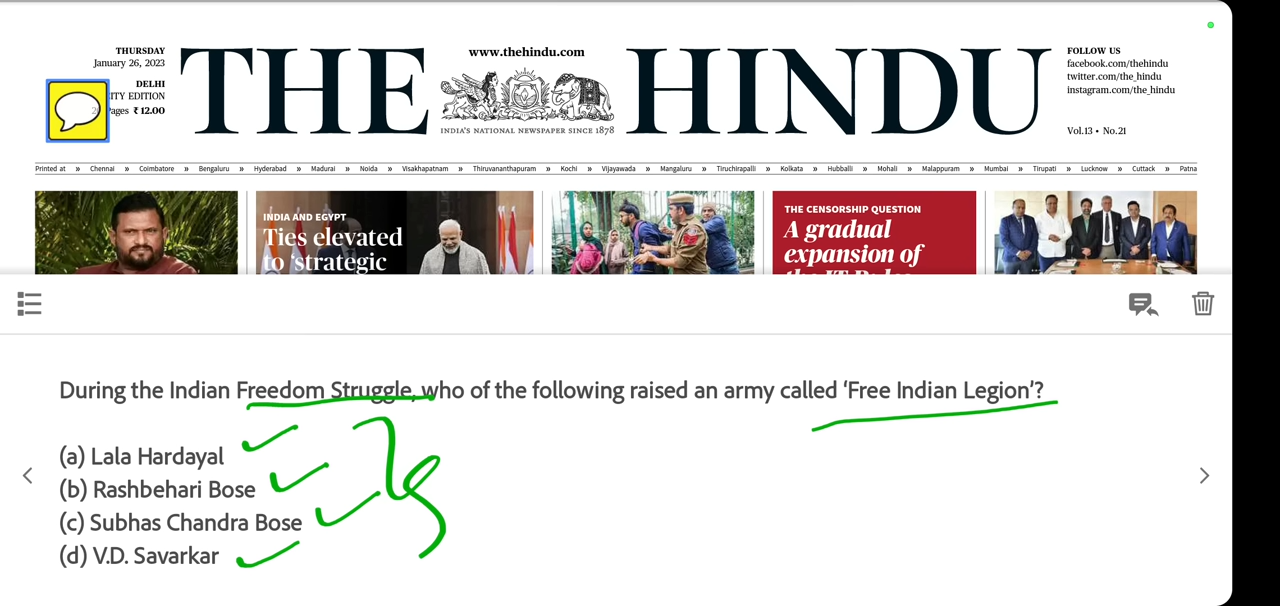 THURSDAY
January 26, 2023
DELHI
ITY EDITION
ages ₹ 12.00
THE HINDU
www.thehindu.com
INDIA'S NATIONAL NEWSPAPER SINCE 1878
FOLLOW US
facebook.com/thehindu
twitter.com/the_hindu
instagram.com/the_hindu
Vol.13 • No.21
Printed at » Chennai » Coimbatore » Bengaluru » Hyderabad » Madurai » Noida » Visakhapatnam » Thiruvananthapuram » Kochi » Vijayawada » Mangaluru » Tiruchirapalli » Kolkata » Hubballi » Mohali » Malappuram » Mumbai » Tirupati » Lucknow » Cuttack » Patna
INDIA AND EGYPT
Ties elevated
to ‘strategic
THE CENSORSHIP QUESTION
A gradual
expansion of
the IT Rules
During the Indian Freedom Struggle, who of the following raised an army called ‘Free Indian Legion’?
(a) Lala Hardayal
(b) Rashbehari Bose
(c) Subhas Chandra Bose
(d) V.D. Savarkar